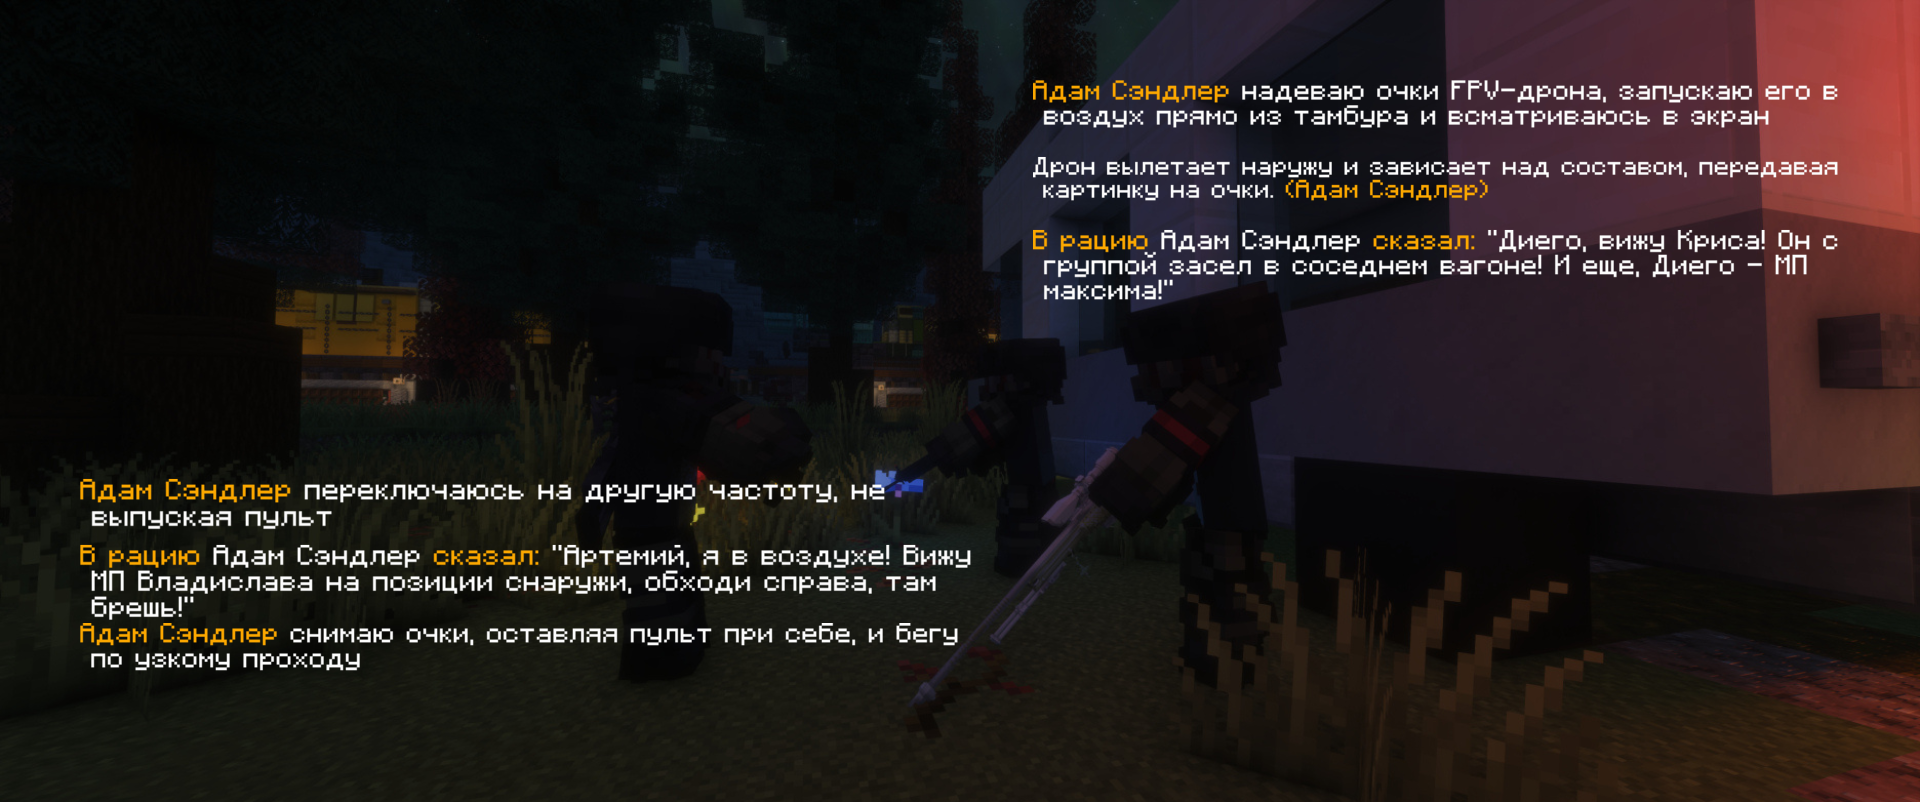 Адам Сэндлер надеваю очки FPV-дрона, запускаю его в
воздух прямо из тамбура и всматриваюсь в экран
Дрон вылетает наружу и зависает над составом, передавая
картинку на очки. (Адам Сэндлер)
В рацию Адам Сэндлер сказал: "Диего, вижу Криса! Он с
группой засел в соседнем вагоне! И еще, Диего – МП
максима!"
Адам Сэндлер переключаюсь на другую частоту, не
выпуская пульт
В рацию Адам Сэндлер сказал: "Артемий, я в воздухе! Вижу
МП Владислава на позиции снаружи, обходи справа, там
брешь!"
Адам Сэндлер снимаю очки, оставляя пульт при себе, и бегу
по узкому проходу